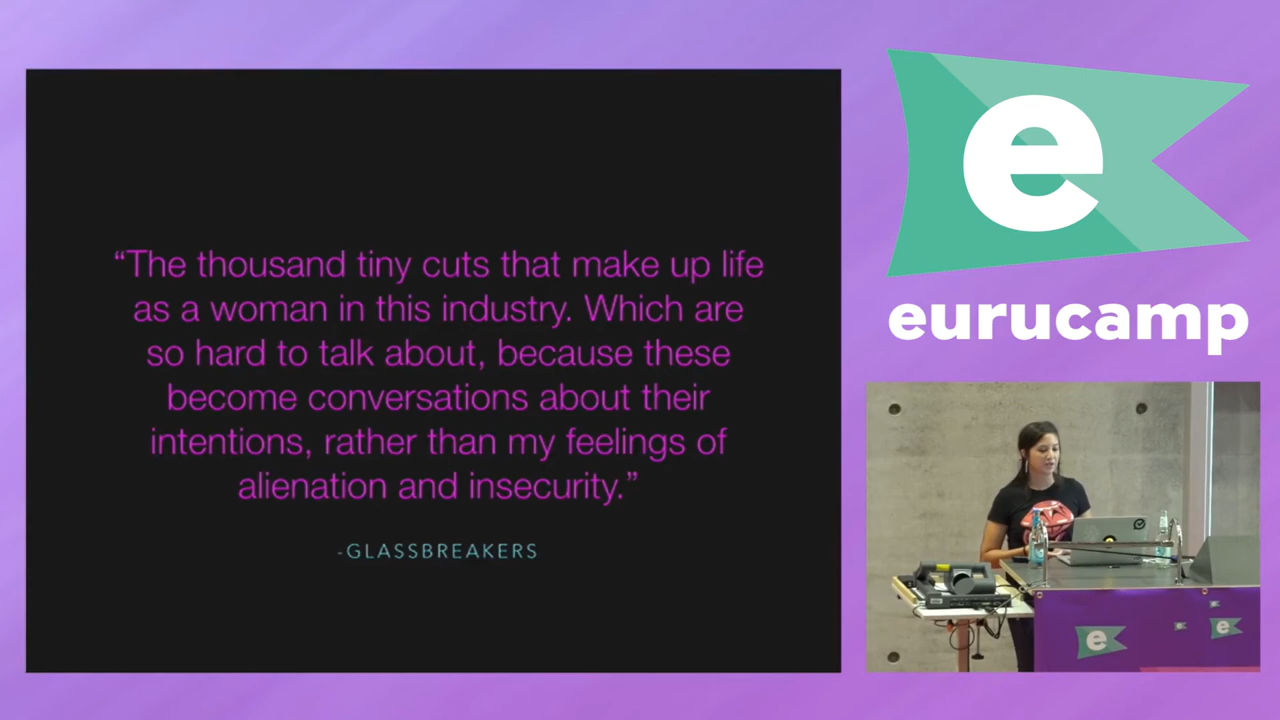 “The thousand tiny cuts that make up life
as a woman in this industry. Which are
so hard to talk about, because these
become conversations about their
intentions, rather than my feelings of
alienation and insecurity.”
-GLASSBREAKERS
e
eurucamp
e
e
e
e